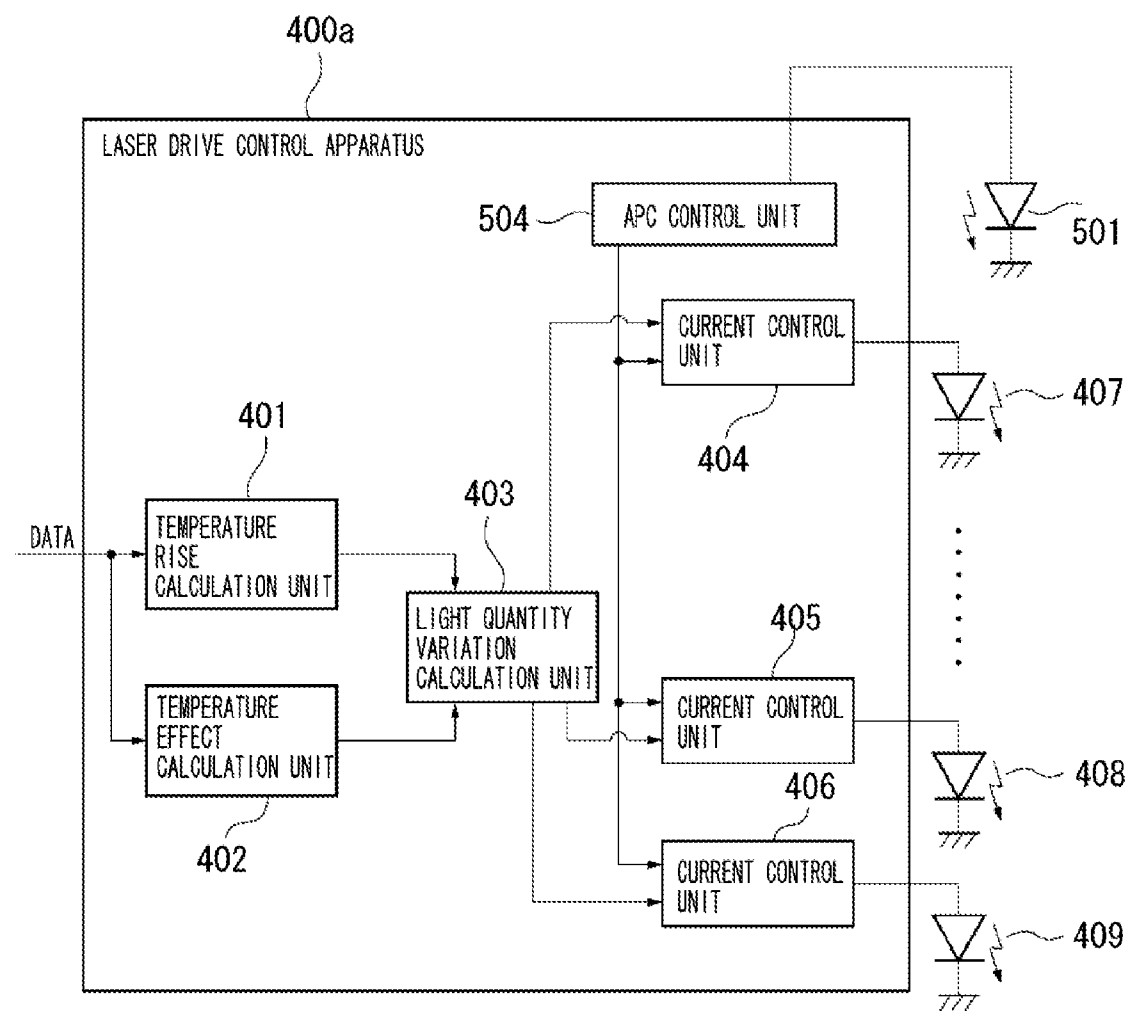 400a
LASER DRIVE CONTROL APPARATUS
504
APC CONTROL UNIT
501
CURRENT CONTROL
UNIT
404
407
401
TEMPERATURE
RISE
CALCULATION UNIT
DATA
403
LIGHT QUANTITY
VARIATION
CALCULATION UNIT
405
CURRENT CONTROL
UNIT
408
TEMPERATURE
EFFECT
CALCULATION UNIT
402
406
CURRENT CONTROL
UNIT
409